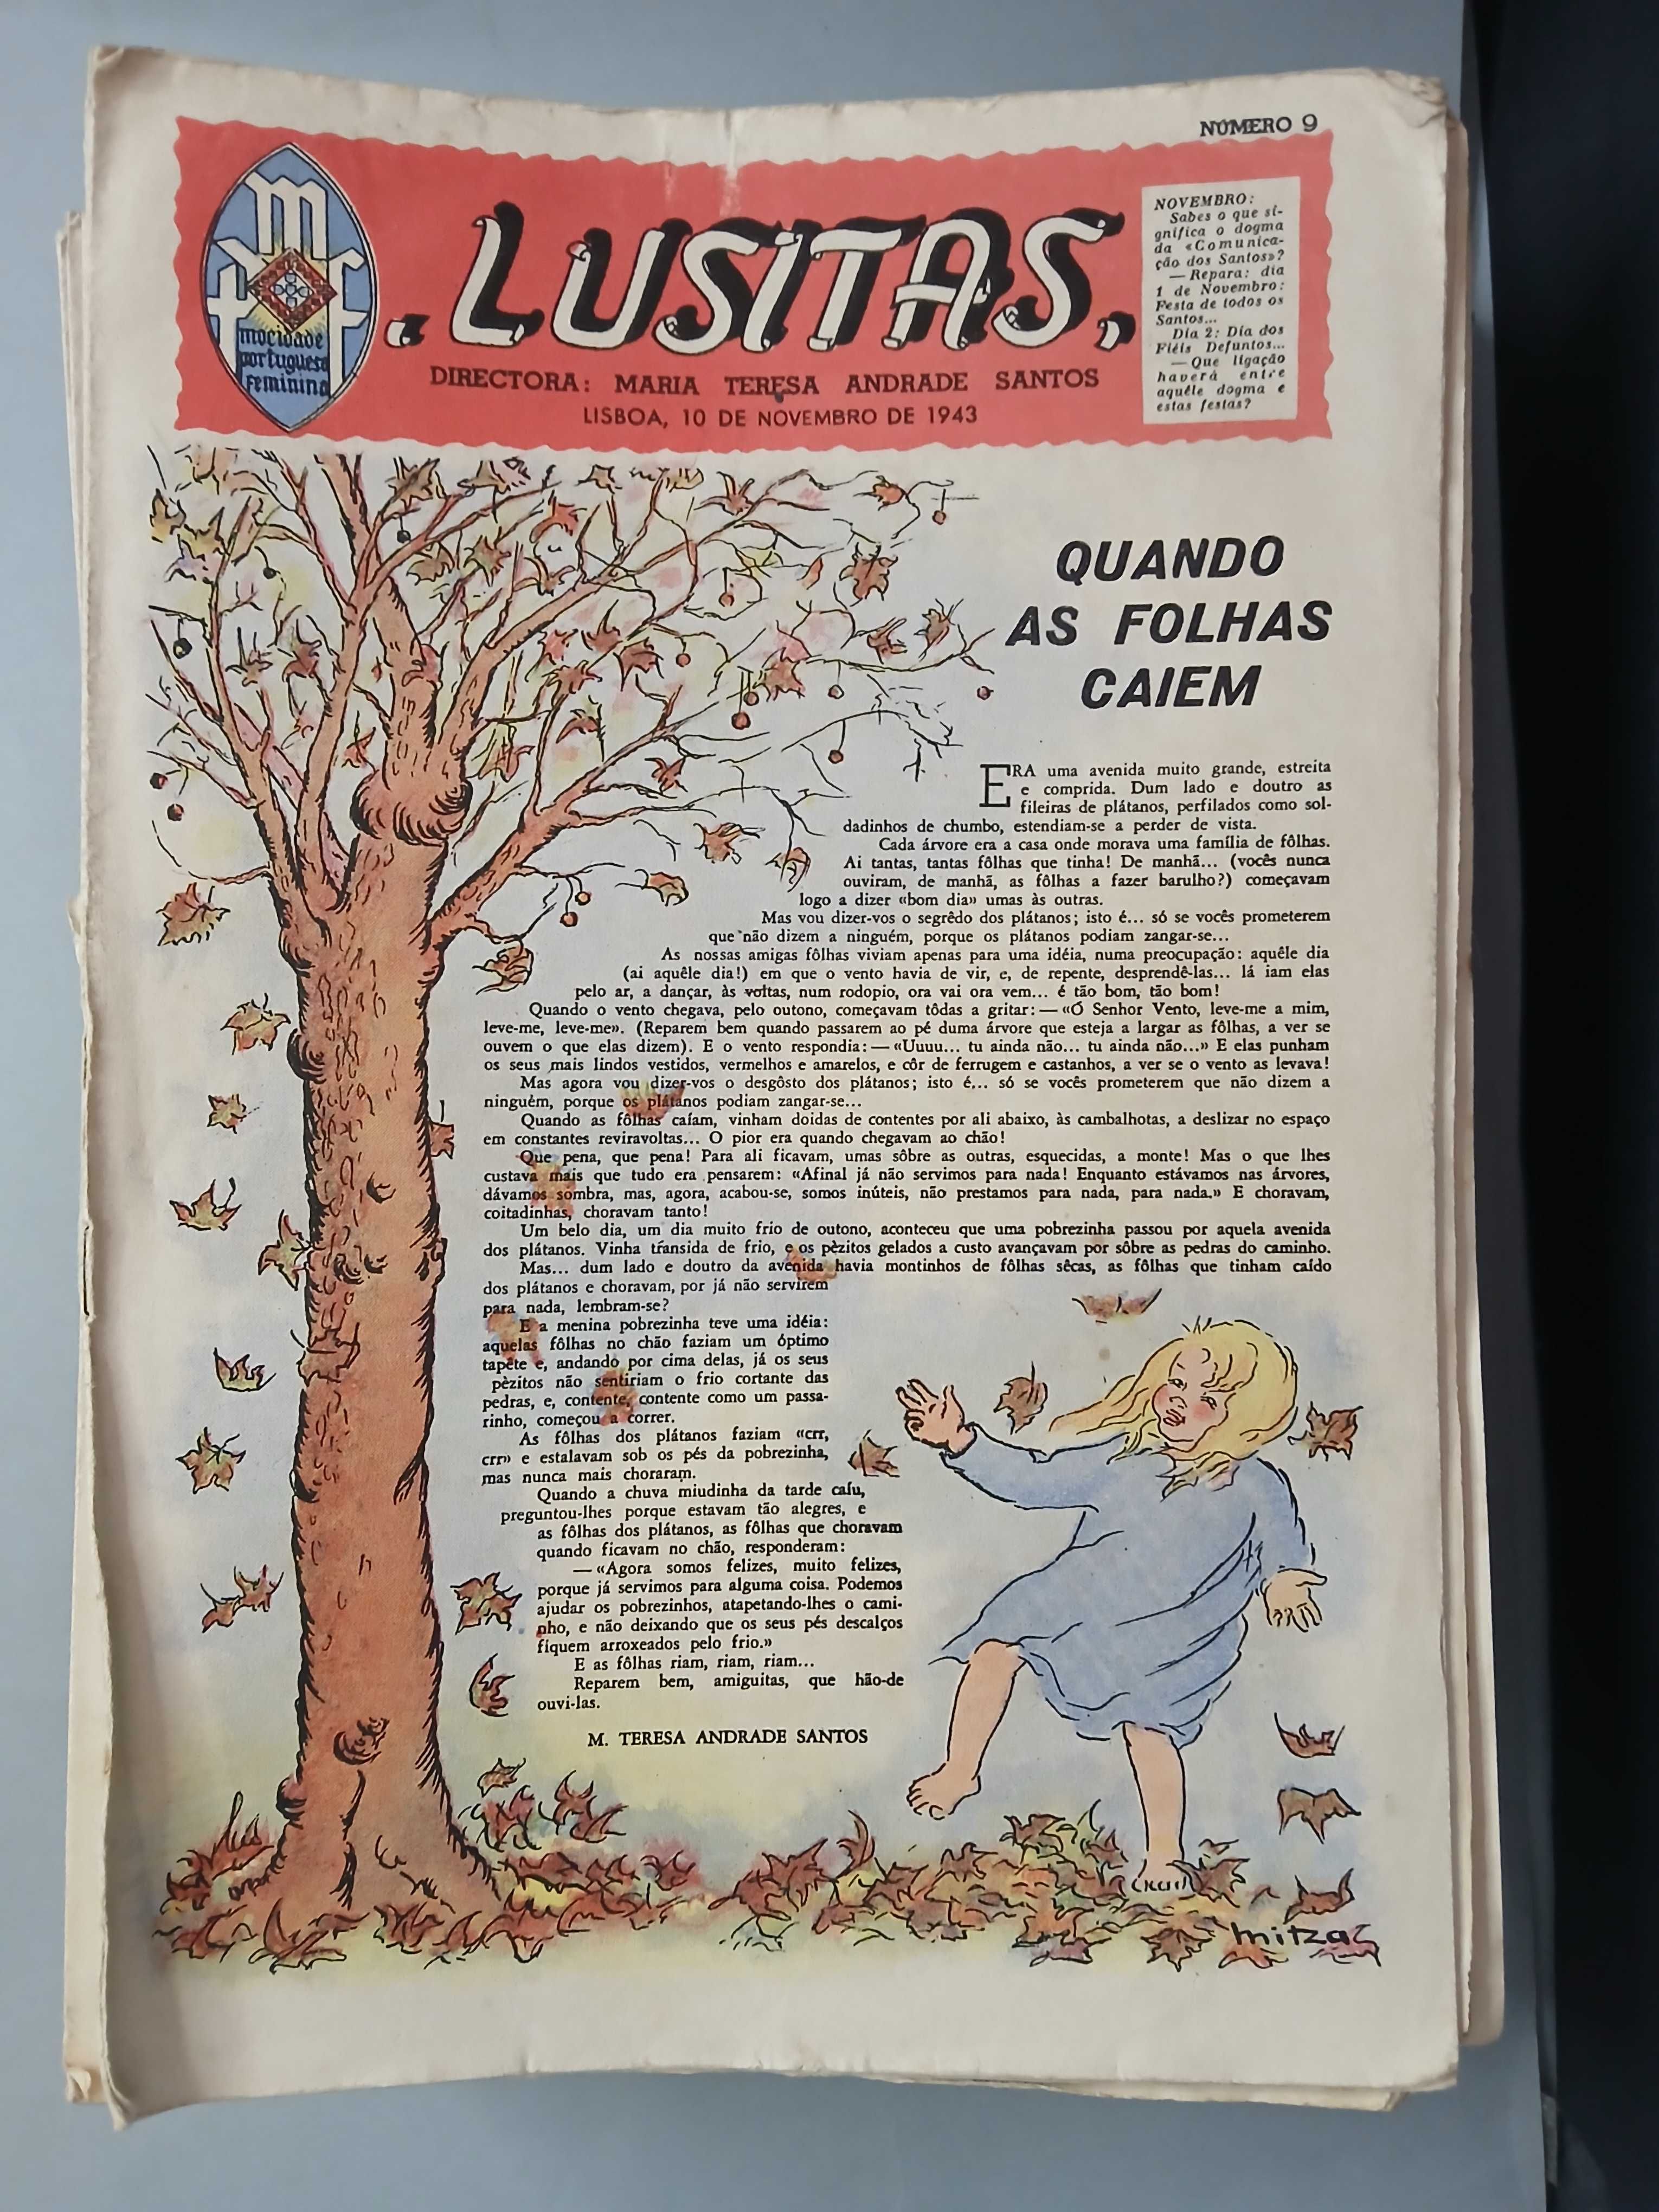 NÚMERO 9
mocidade
portuguesa
feminina
LUSITAS,
DIRECTORA: MARIA TERESA ANDRADE SANTOS
LISBOA, 10 DE NOVEMBRO DE 1943
NOVEMBRO:
Sabes o que si-
gnifica o dogma
da «Comunica-
ção dos Santos»?
— Repara: dia
1 de Novembro:
Festa de todos os
Santos...
Dia 2: Dia dos
Fiéis Defuntos...
— Que ligação
haverá entre
aquêle dogma e
estas festas?
QUANDO
AS FOLHAS
CAIEM
ERA uma avenida muito grande, estreita
e comprida. Dum lado e doutro as
fileiras de plátanos, perfilados como sol-
dadinhos de chumbo, estendiam-se a perder de vista.
Cada árvore era a casa onde morava uma família de fôlhas.
Ai tantas, tantas fôlhas que tinha! De manhã... (vocês nunca
ouviram, de manhã, as fôlhas a fazer barulho?) começavam
logo a dizer «bom dia» umas às outras.
Mas vou dizer-vos o segrêdo dos plátanos; isto é... só se vocês prometerem
que não dizem a ninguém, porque os plátanos podiam zangar-se...
As nossas amigas fôlhas viviam apenas para uma idéia, numa preocupação: aquêle dia
(ai aquêle dia!) em que o vento havia de vir, e, de repente, desprendê-las... lá iam elas
pelo ar, a dançar, às voltas, num rodopio, ora vai ora vem... é tão bom, tão bom!
Quando o vento chegava, pelo outono, começavam tôdas a gritar: — «Ó Senhor Vento, leve-me a mim,
leve-me, leve-me». (Reparem bem quando passarem ao pé duma árvore que esteja a largar as fôlhas, a ver se
ouvem o que elas dizem). E o vento respondia: — «Uuuu... tu ainda não... tu ainda não...» E elas punham
os seus mais lindos vestidos, vermelhos e amarelos, e côr de ferrugem e castanhos, a ver se o vento as levava!
Mas agora vou dizer-vos o desgôsto dos plátanos; isto é... só se vocês prometerem que não dizem a
ninguém, porque os plátanos podiam zangar-se...
Quando as fôlhas caíam, vinham doidas de contentes por ali abaixo, às cambalhotas, a deslizar no espaço
em constantes reviravoltas... O pior era quando chegavam ao chão!
Que pena, que pena! Para ali ficavam, umas sôbre as outras, esquecidas, a monte! Mas o que lhes
custava mais que tudo era pensarem: «Afinal já não servimos para nada! Enquanto estávamos nas árvores,
dávamos sombra, mas, agora, acabou-se, somos inúteis, não prestamos para nada, para nada.» E choravam,
coitadinhas, choravam tanto!
Um belo dia, um dia muito frio de outono, aconteceu que uma pobrezinha passou por aquela avenida
dos plátanos. Vinha transida de frio, e os pèzitos gelados a custo avançavam por sôbre as pedras do caminho.
Mas... dum lado e doutro da avenida havia montinhos de fôlhas sêcas, as fôlhas que tinham caído
dos plátanos e choravam, por já não servirem
para nada, lembram-se?
E a menina pobrezinha teve uma idéia:
aquelas fôlhas no chão faziam um óptimo
tapête e, andando por cima delas, já os seus
pèzitos não sentiriam o frio cortante das
pedras, e, contente, contente como um passa-
rinho, começou a correr.
As fôlhas dos plátanos faziam «crr,
crr» e estalavam sob os pés da pobrezinha,
mas nunca mais choraram.
Quando a chuva miudinha da tarde caíu,
preguntou-lhes porque estavam tão alegres, e
as fôlhas dos plátanos, as fôlhas que choravam
quando ficavam no chão, responderam:
— «Agora somos felizes, muito felizes,
porque já servimos para alguma coisa. Podemos
ajudar os pobrezinhos, atapetando-lhes o cami-
nho, e não deixando que os seus pés descalços
fiquem arroxeados pelo frio.»
E as fôlhas riam, riam, riam...
Reparem bem, amiguitas, que hão-de
ouvi-las.
M. TERESA ANDRADE SANTOS
mitza